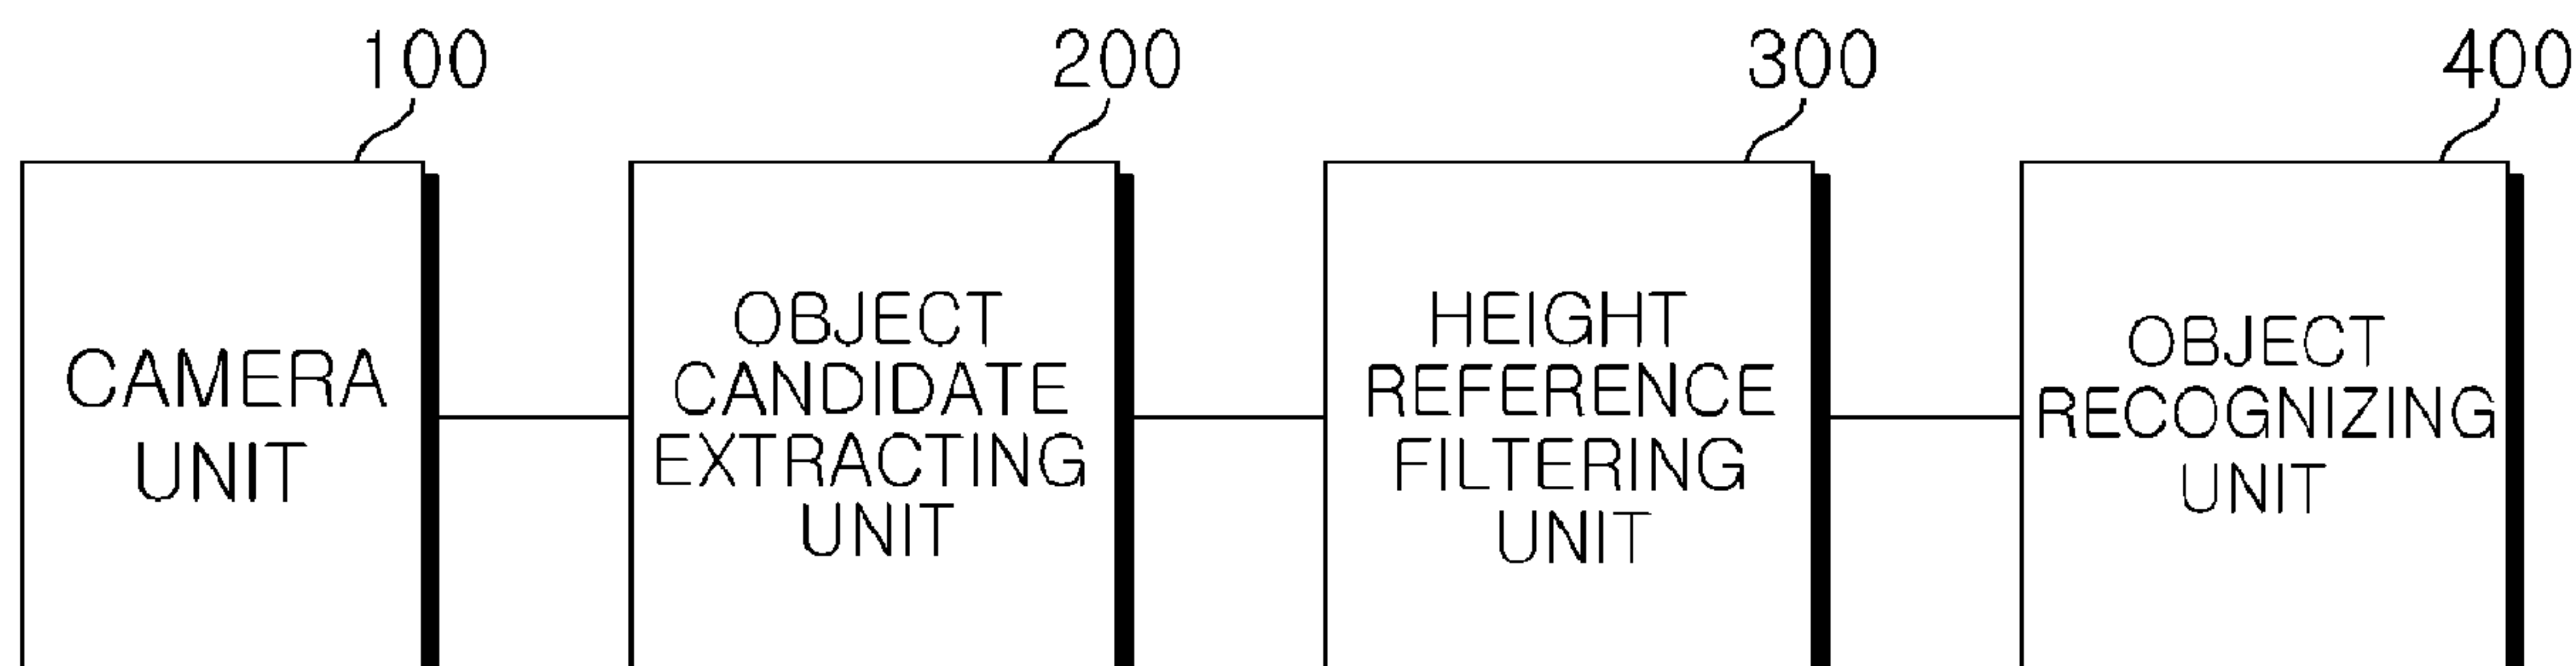 100
200
300
400
CAMERA
UNIT
OBJECT
CANDIDATE
EXTRACTING
UNIT
HEIGHT
REFERENCE
FILTERING
UNIT
OBJECT
RECOGNIZING
UNIT